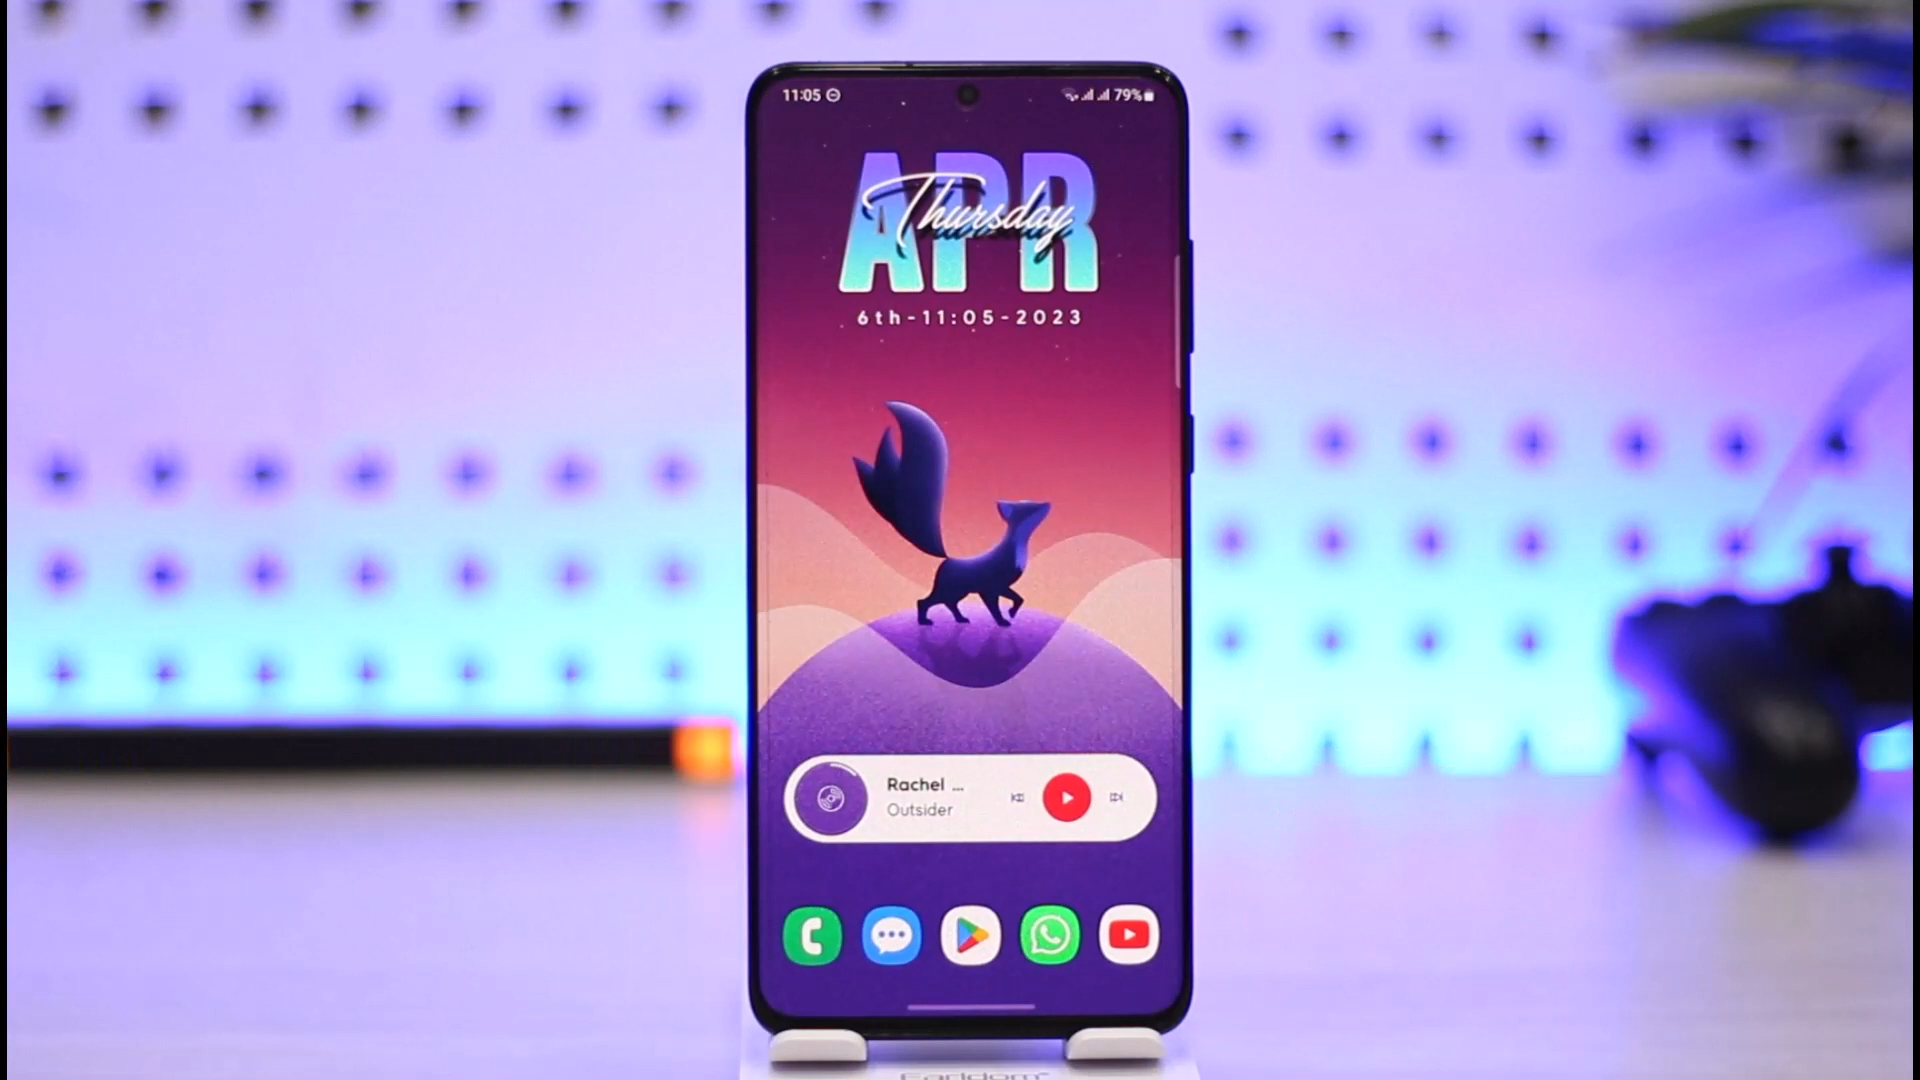 11:05 79%
APR
Thursday
6th-11:05-2023
Rachel ...
Outsider